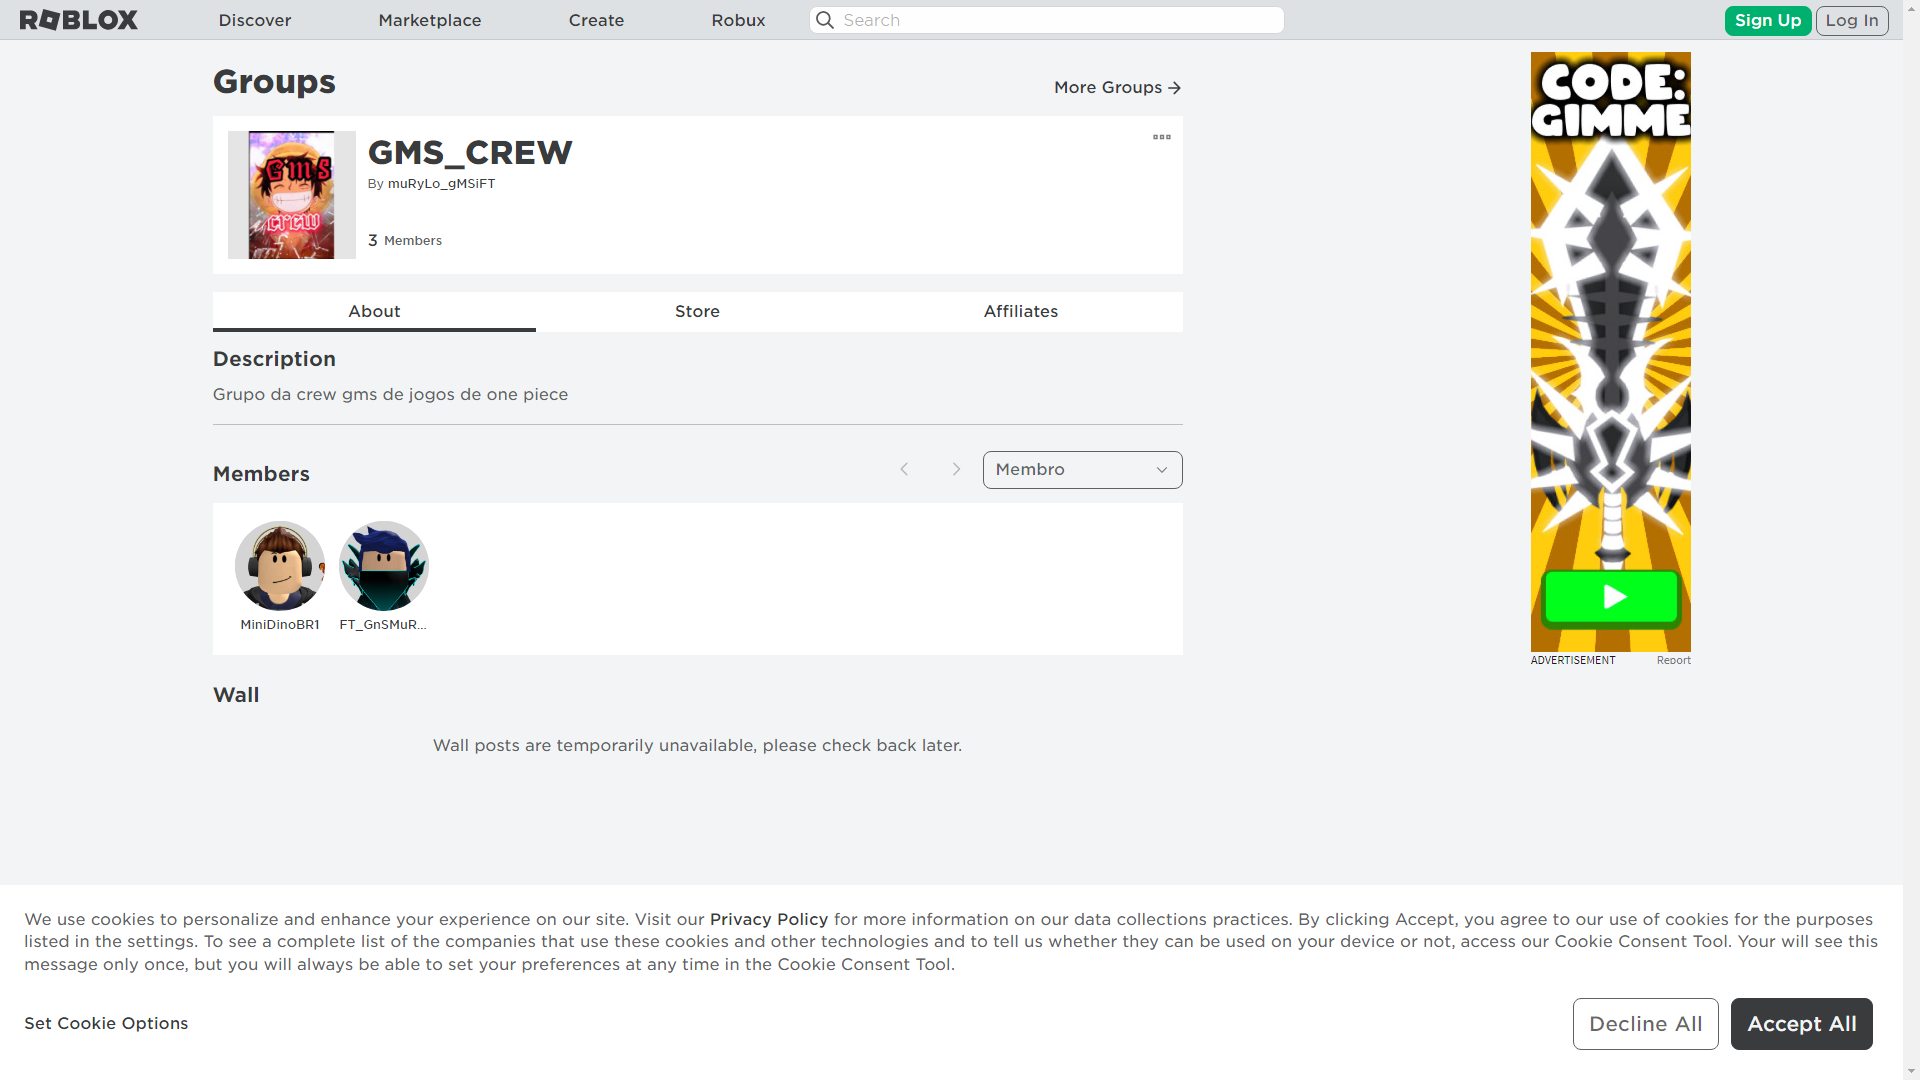 ROBLOX
Discover
Marketplace
Create
Robux
Search
Sign Up
Log In
Groups
More Groups
GMS_CREW
By muRyLo_gMSiFT
3 Members
Gms
crew
About
Store
Affiliates
Description
Grupo da crew gms de jogos de one piece
Members
Membro
MiniDinoBR1
FT_GnSMuR...
Wall
Wall posts are temporarily unavailable, please check back later.
CODE:
GIMME
ADVERTISEMENT
Report
We use cookies to personalize and enhance your experience on our site. Visit our Privacy Policy for more information on our data collections practices. By clicking Accept, you agree to our use of cookies for the purposes
listed in the settings. To see a complete list of the companies that use these cookies and other technologies and to tell us whether they can be used on your device or not, access our Cookie Consent Tool. Your will see this
message only once, but you will always be able to set your preferences at any time in the Cookie Consent Tool.
Set Cookie Options
Decline All
Accept All